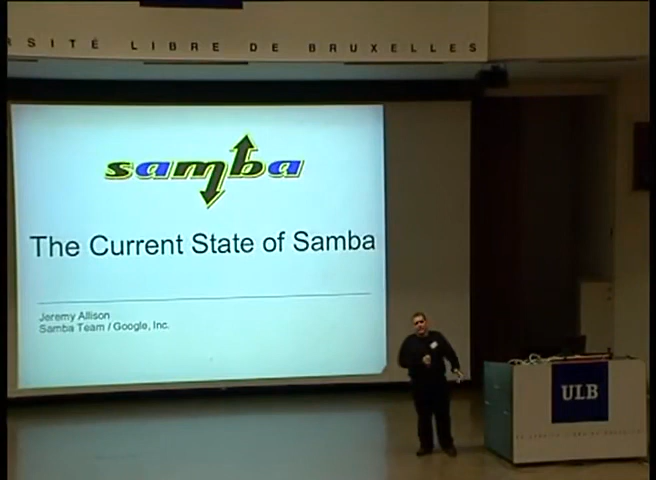 SITÉ LIBRE DE BRUXELLES
samba
The Current State of Samba
Jeremy Allison
Samba Team / Google, Inc.
ULB